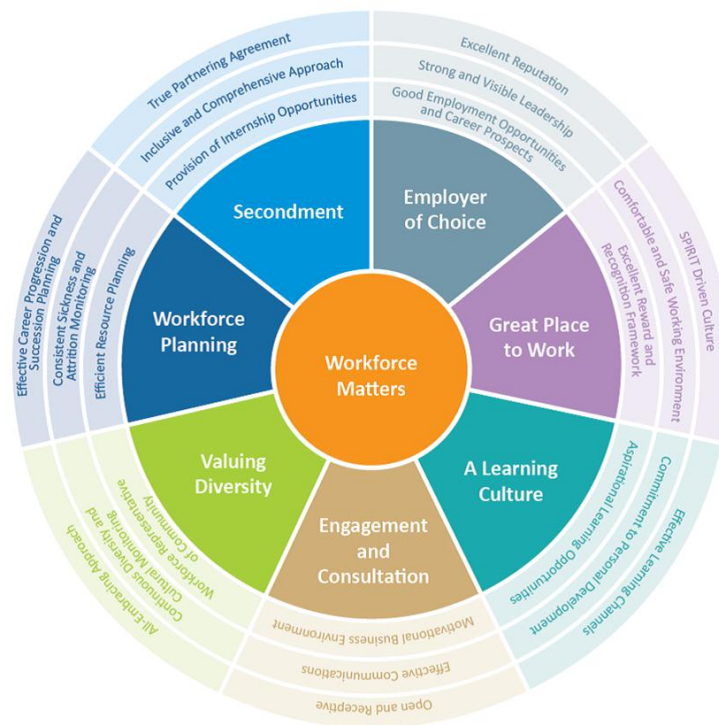 Workforce
Matters
Employer
of Choice
Good Employment Opportunities
and Career Prospects
Strong and Visible Leadership
Excellent Reputation
Great Place
to Work
Excellent Reward and
Recognition Framework
Comfortable and Safe Working Environment
SPIRIT Driven Culture
A Learning
Culture
Aspirational Learning Opportunities
Commitment to Personal Development
Effective Learning Channels
Engagement
and
Consultation
Motivational Business Environment
Effective Communications
Open and Receptive
Valuing
Diversity
Workforce Representative
of Community
Continuous Diversity and
Cultural Monitoring
All-Embracing Approach
Workforce
Planning
Efficient Resource Planning
Consistent Sickness and
Attrition Monitoring
Effective Career Progression and
Succession Planning
Secondment
Provision of Internship Opportunities
Inclusive and Comprehensive Approach
True Partnering Agreement